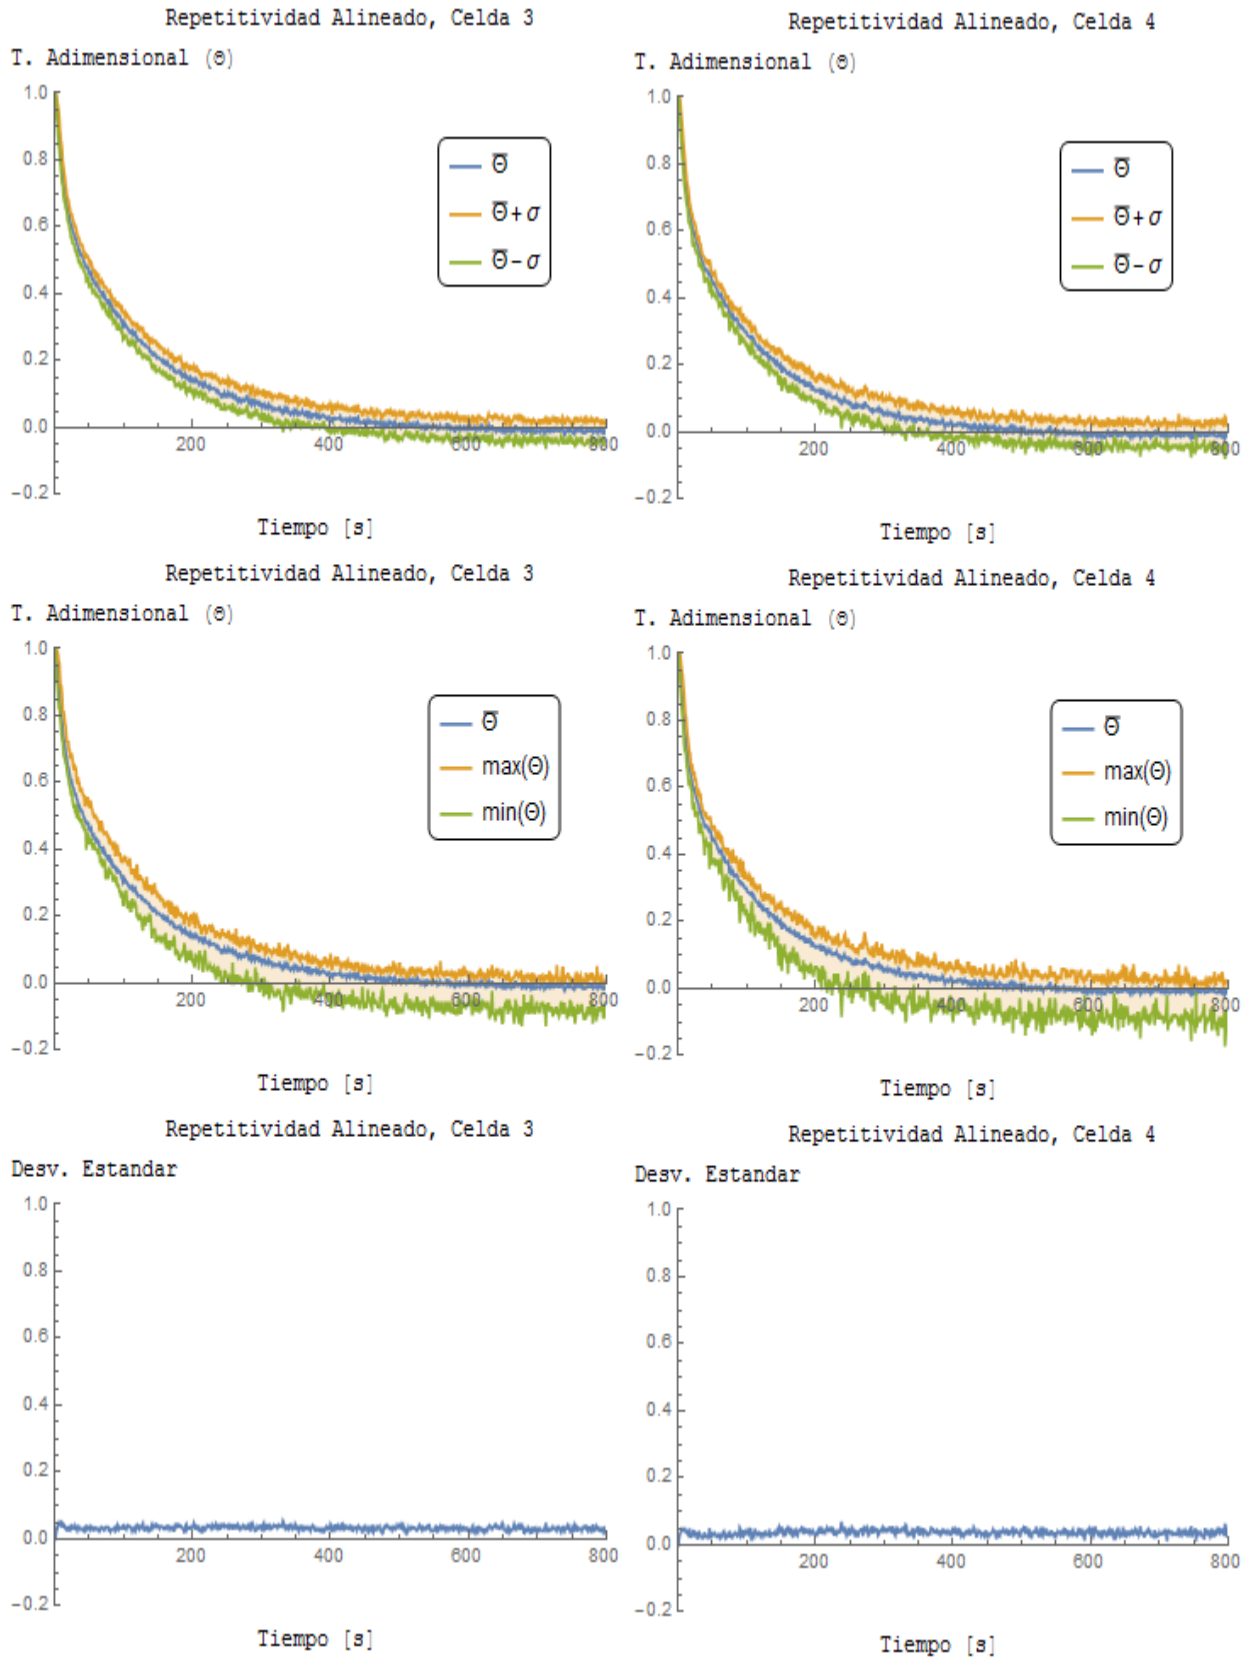 Repetitividad Alineado, Celda 3
T. Adimensional (Θ)
1.0
0.8
0.6
0.4
0.2
0.0
−0.2
200
400
600
800
Θ̅
Θ̅+σ
Θ̅−σ
Tiempo [s]
Repetitividad Alineado, Celda 4
T. Adimensional (Θ)
1.0
0.8
0.6
0.4
0.2
0.0
−0.2
200
400
600
800
Θ̅
Θ̅+σ
Θ̅−σ
Tiempo [s]
Repetitividad Alineado, Celda 3
T. Adimensional (Θ)
1.0
0.8
0.6
0.4
0.2
0.0
−0.2
200
400
600
800
Θ̅
max(Θ)
min(Θ)
Tiempo [s]
Repetitividad Alineado, Celda 4
T. Adimensional (Θ)
1.0
0.8
0.6
0.4
0.2
0.0
−0.2
200
400
600
800
Θ̅
max(Θ)
min(Θ)
Tiempo [s]
Repetitividad Alineado, Celda 3
Desv. Estandar
1.0
0.8
0.6
0.4
0.2
0.0
−0.2
200
400
600
800
Tiempo [s]
Repetitividad Alineado, Celda 4
Desv. Estandar
1.0
0.8
0.6
0.4
0.2
0.0
−0.2
200
400
600
800
Tiempo [s]